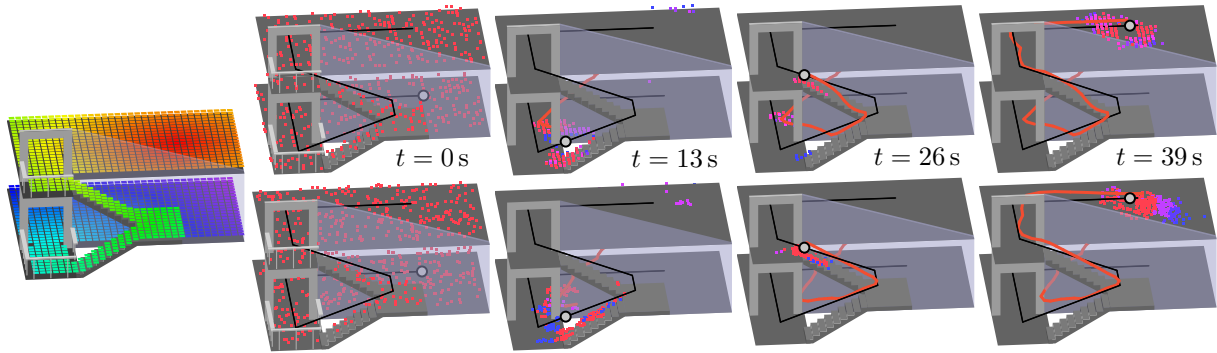 t = 0 s
t = 13 s
t = 26 s
t = 39 s